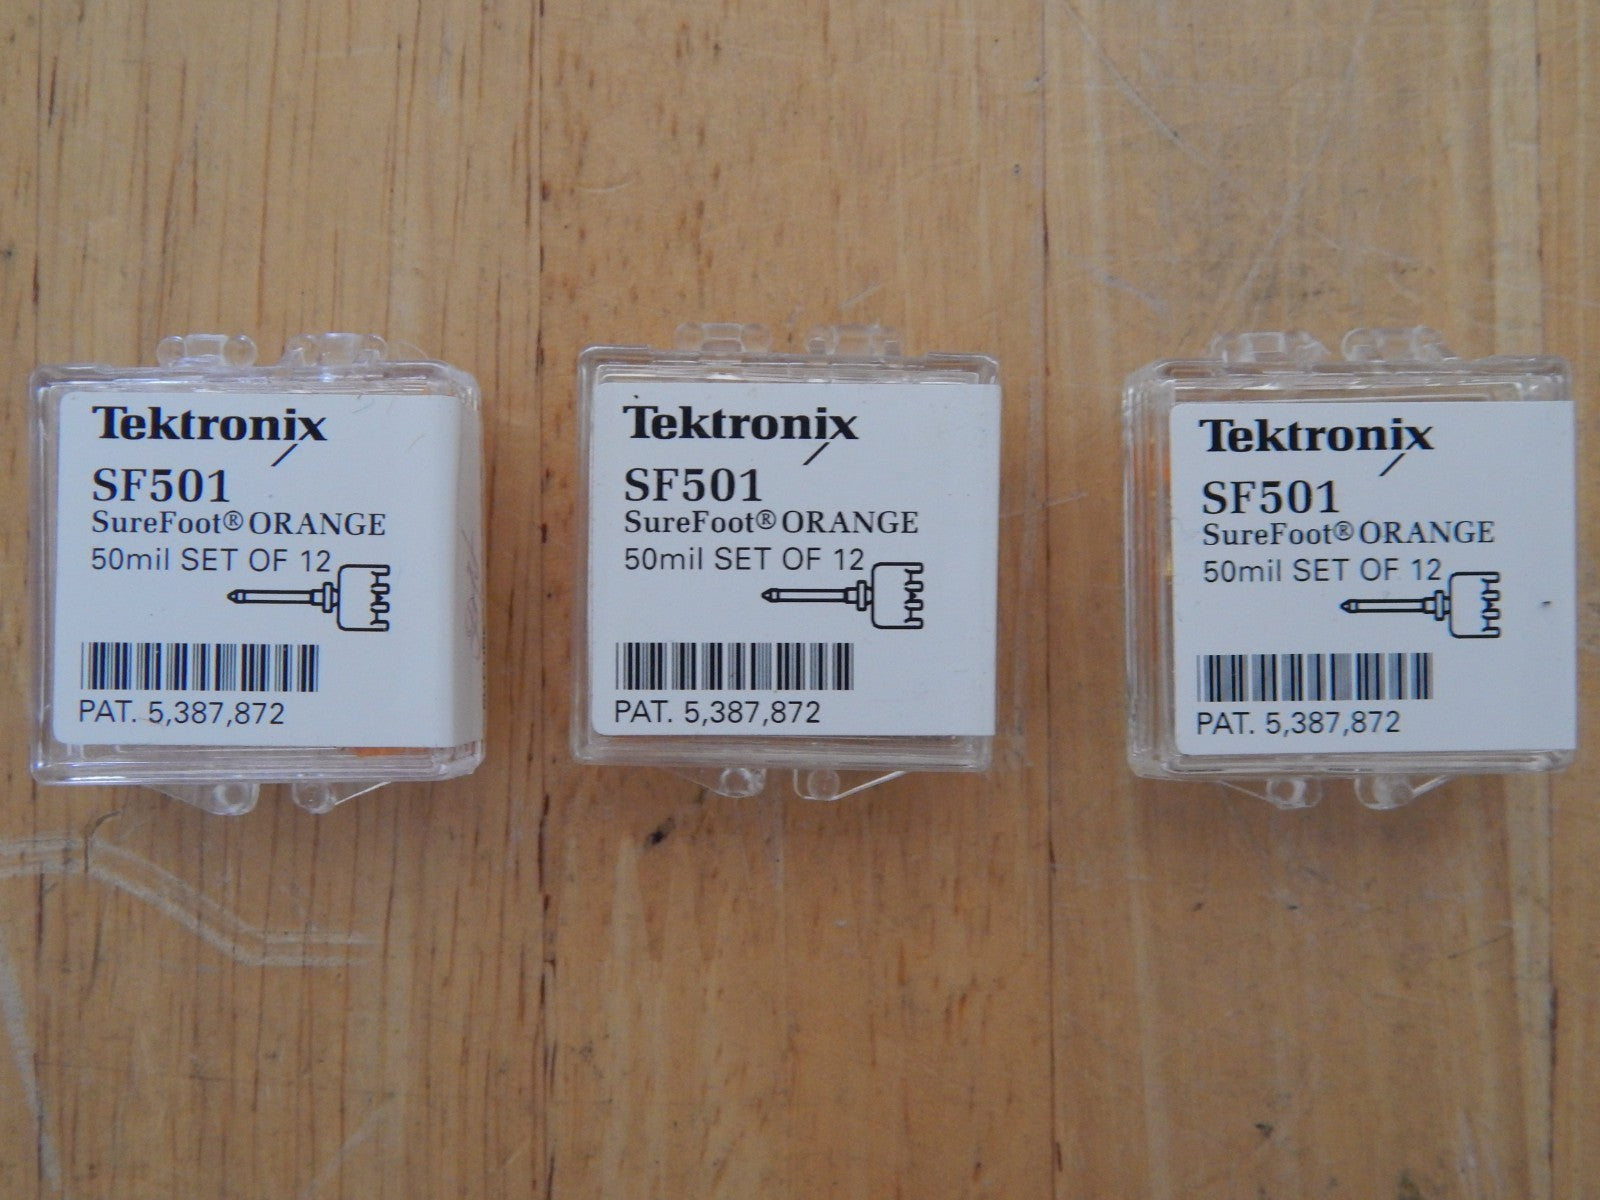 Tektronix
SF501
SureFoot® ORANGE
50mil SET OF 12
PAT. 5,387,872
Tektronix
SF501
SureFoot® ORANGE
50mil SET OF 12
PAT. 5,387,872
Tektronix
SF501
SureFoot® ORANGE
50mil SET OF 12
PAT. 5,387,872